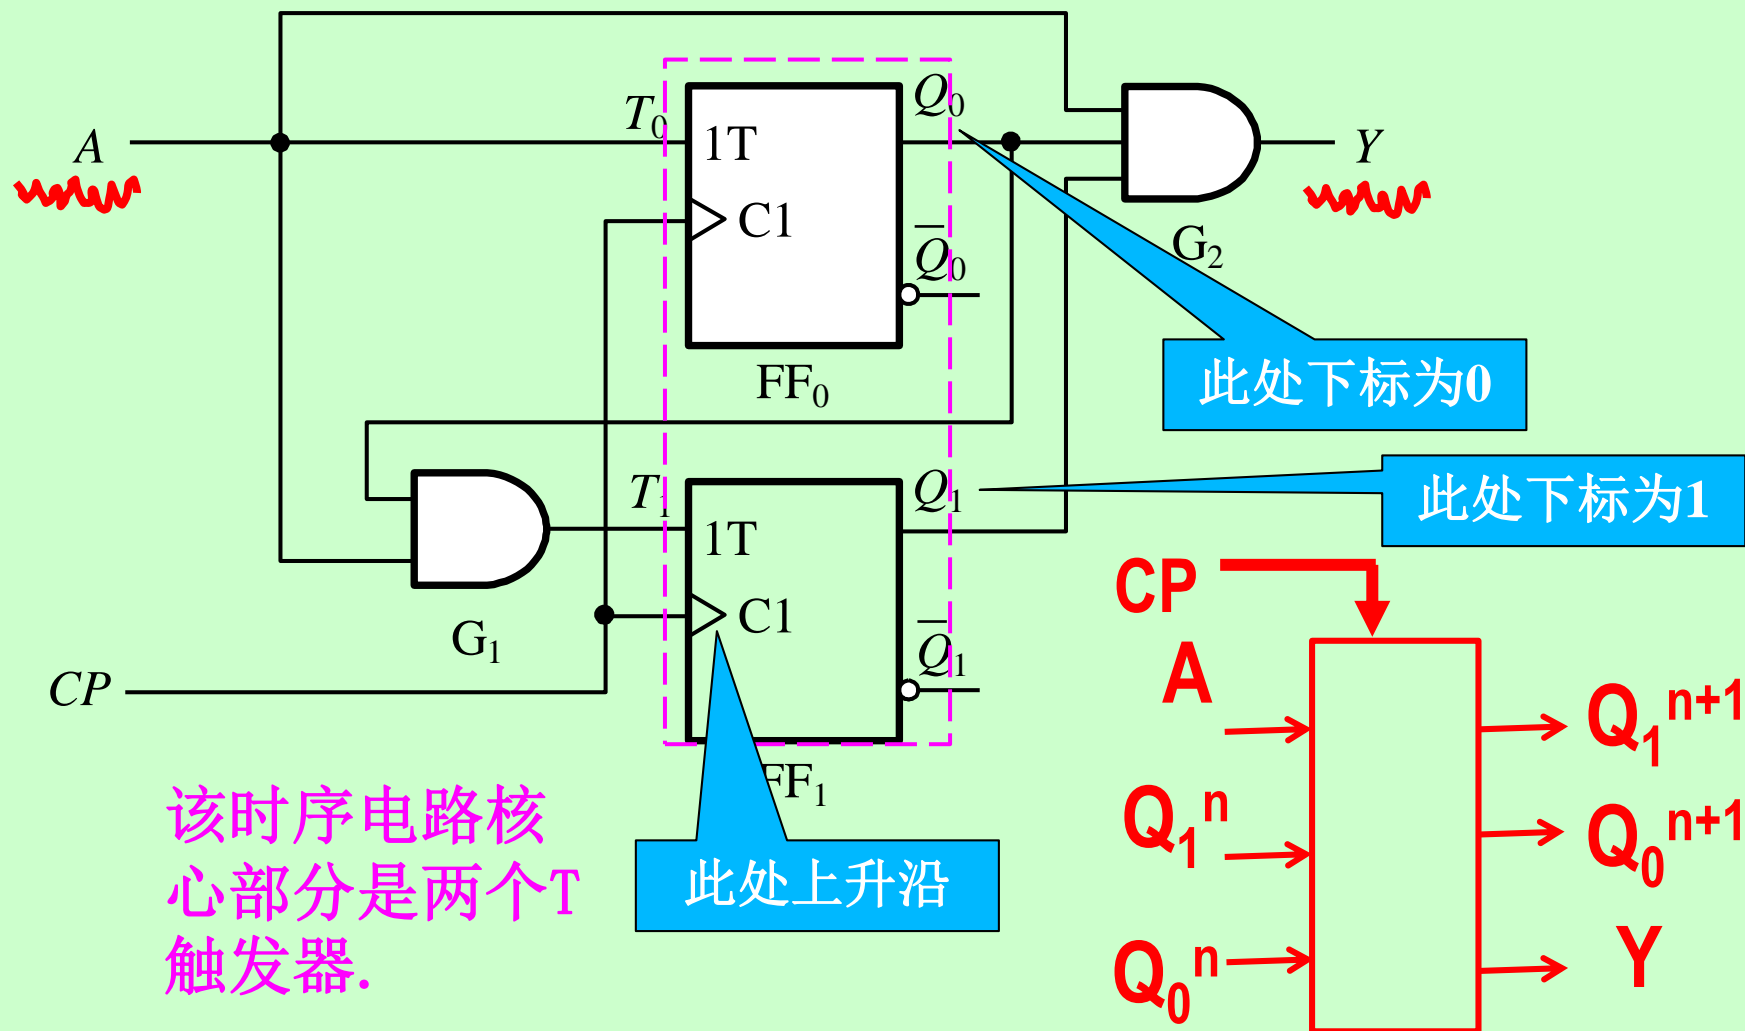 A
T₀
1T
C1
Q₀
Q̅₀
FF₀
Y
G₂
此处下标为0
T₁
1T
C1
Q₁
Q̅₁
FF₁
此处下标为1
G₁
CP
此处上升沿
该时序电路核
心部分是两个T
触发器.
CP
A
Q₁ⁿ
Q₀ⁿ
Q₁ⁿ⁺¹
Q₀ⁿ⁺¹
Y